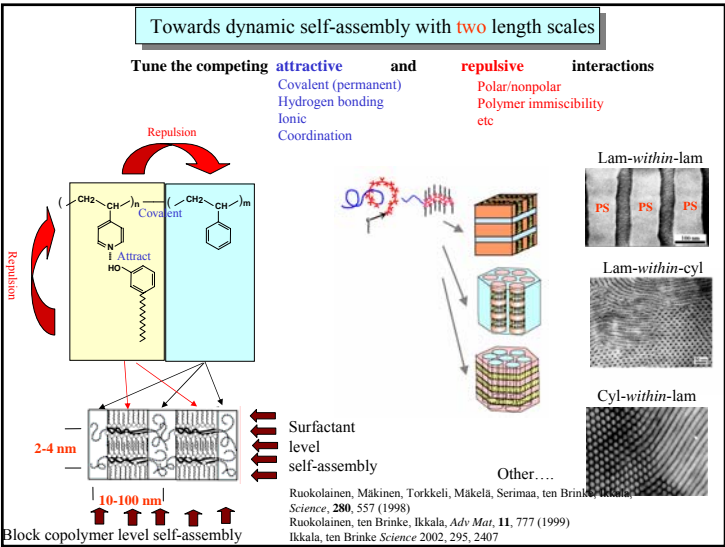 Towards dynamic self-assembly with two length scales
Tune the competing attractive and repulsive interactions
Covalent (permanent)
Hydrogen bonding
Ionic
Coordination
Polar/nonpolar
Polymer immiscibility
etc
Repulsion
Repulsion
( CH2 )n ( CH2 )m
Covalent
N
Attract
HO
2-4 nm
10-100 nm
Surfactant
level
self-assembly
Block copolymer level self-assembly
Lam-within-lam
PS PS PS
100 nm
Lam-within-cyl
Cyl-within-lam
Other….
Ruokolainen, Mäkinen, Torkkeli, Mäkelä, Serimaa, ten Brinke, Ikkala,
Science, 280, 557 (1998)
Ruokolainen, ten Brinke, Ikkala, Adv Mat, 11, 777 (1999)
Ikkala, ten Brinke Science 2002, 295, 2407